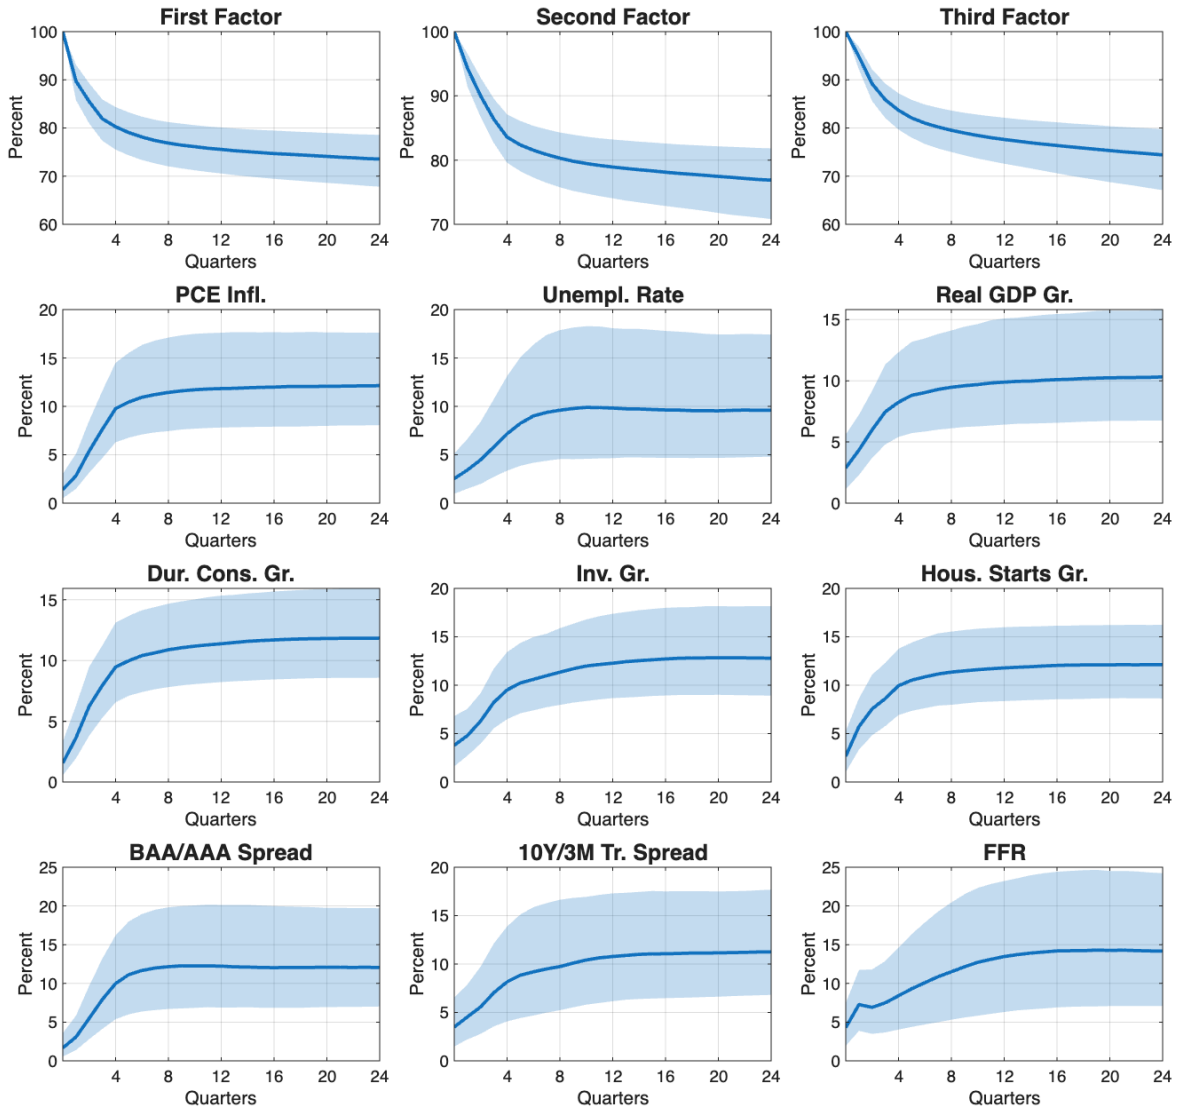 First Factor
Second Factor
Third Factor
100
90
80
70
60
Percent
4 8 12 16 20 24
Quarters
100
90
80
70
Percent
4 8 12 16 20 24
Quarters
100
90
80
70
60
Percent
4 8 12 16 20 24
Quarters
PCE Infl.
Unempl. Rate
Real GDP Gr.
20
15
10
5
0
Percent
4 8 12 16 20 24
Quarters
20
15
10
5
0
Percent
4 8 12 16 20 24
Quarters
15
10
5
0
Percent
4 8 12 16 20 24
Quarters
Dur. Cons. Gr.
Inv. Gr.
Hous. Starts Gr.
15
10
5
0
Percent
4 8 12 16 20 24
Quarters
20
15
10
5
0
Percent
4 8 12 16 20 24
Quarters
20
15
10
5
0
Percent
4 8 12 16 20 24
Quarters
BAA/AAA Spread
10Y/3M Tr. Spread
FFR
25
20
15
10
5
0
Percent
4 8 12 16 20 24
Quarters
20
15
10
5
0
Percent
4 8 12 16 20 24
Quarters
25
20
15
10
5
0
Percent
4 8 12 16 20 24
Quarters